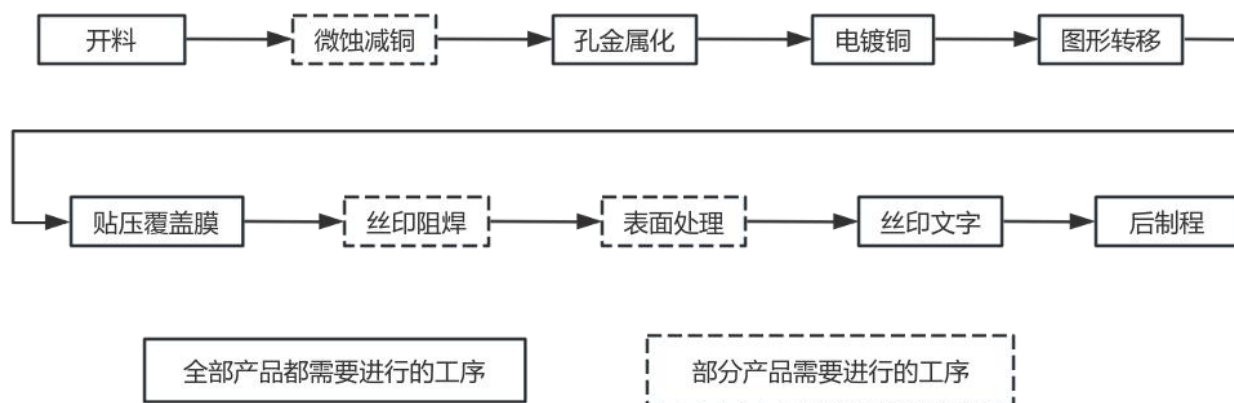 开料 微蚀减铜 孔金属化 电镀铜 图形转移
贴压覆盖膜 丝印阻焊 表面处理 丝印文字 后制程
全部产品都需要进行的工序 部分产品需要进行的工序